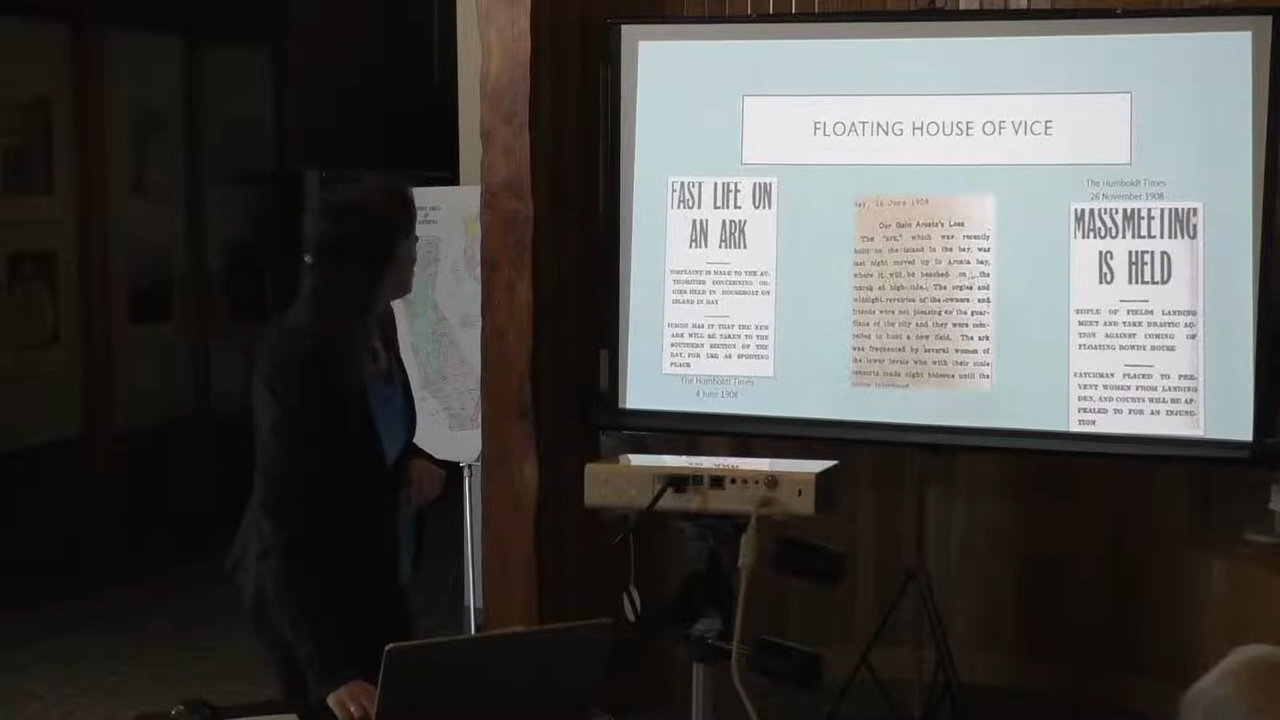 FLOATING HOUSE OF VICE
FAST LIFE ON
AN ARK
COMPLAINT IS MADE TO THE AU-
THORITIES CONCERNING OR-
GIES HELD IN HOUSEBOAT ON
ISLAND IN BAY
RUMOR HAS IT THAT THE NEW
ARK WILL BE TAKEN TO THE
SOUTHERN SECTION OF THE
BAY, FOR USE AS SPORTING
PLACE
The Humboldt Times
4 June 1908
16 June 1908
Our Gain Arcata's Loss
The "ark," which was recently
built on the island in the bay, was
last night moved up to Arcata bay,
where it will be beached on the
marsh at high tide. The orgies and
midnight revelries of the owners and
friends were not pleasing to the guar-
dians of the city and they were com-
pelled to hunt a new field. The ark
was frequented by several women of
the lower levels who with their male
consorts made night hideous until the
The Humboldt Times
26 November 1908
MASS MEETING
IS HELD
PEOPLE OF FIELDS LANDING
MEET AND TAKE DRASTIC AC-
TION AGAINST COMING OF
FLOATING BOWDY HOUSE
WATCHMAN PLACED TO PRE-
VENT WOMEN FROM LANDING
DEN, AND COURTS WILL BE AP-
PEALED TO FOR AN INJUNC-
TION